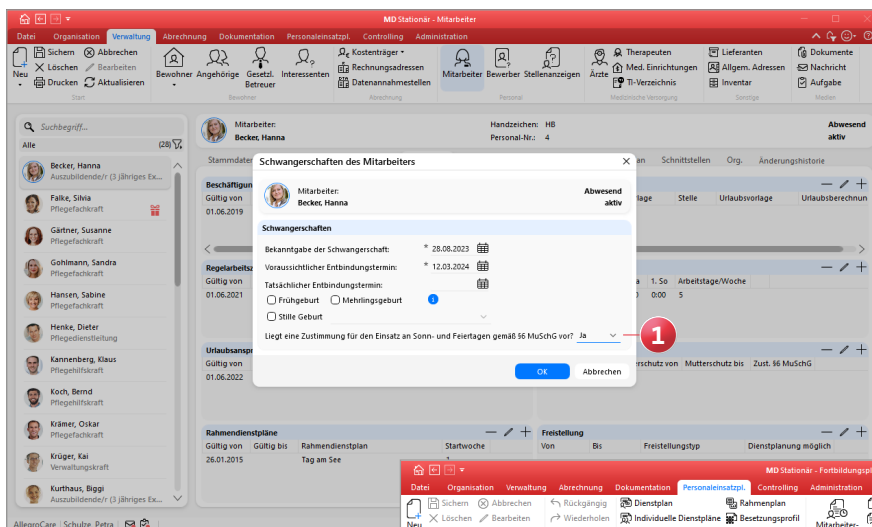 MD Stationär - Mitarbeiter
Datei Organisation Verwaltung Abrechnung Dokumentation Personaleinsatzpl. Controlling Administration
Neu
Sichern Abbrechen
Löschen Bearbeiten
Drucken Aktualisieren
Start
Bewohner Angehörige Gesetzl. Betreuer Interessenten
Bewohner
Kostenträger
Rechnungsadressen
Datenannahmestellen
Abrechnung
Mitarbeiter Bewerber Stellenanzeigen
Personal
Ärzte
Therapeuten
Med. Einrichtungen
TI-Verzeichnis
Medizinische Versorgung
Lieferanten
Allgem. Adressen
Inventar
Sonstige
Dokumente
Nachricht
Aufgabe
Medien
Suchbegriff...
Alle (28)
Becker, Hanna
Auszubildende/r (3 jähriges Ex...
Falke, Silvia
Pflegefachkraft
Gärtner, Susanne
Pflegefachkraft
Gohlmann, Sandra
Pflegefachkraft
Hansen, Sabine
Pflegefachkraft
Henke, Dieter
Pflegedienstleitung
Kannenberg, Klaus
Pflegehilfskraft
Koch, Bernd
Pflegehilfskraft
Krämer, Oskar
Pflegefachkraft
Krüger, Kai
Verwaltungskraft
Kurthaus, Biggi
Auszubildende/r (3 jähriges Ex...
AllegroCare Schulze, Petra
Mitarbeiter: Handzeichen: HB Abwesend
Becker, Hanna Personal-Nr.: 4 aktiv
Stammdate
an Schnittstellen Org. Änderungshistorie
Beschäftigun
Gültig von
01.06.2019
lage Stelle Urlaubsvorlage Urlaubsberechnun
Regelarbeitsz
Gültig von
01.06.2021
a 1. So Arbeitstage/Woche
0:00 5
Urlaubsanspr
Gültig von
01.06.2022
rschutz von Mutterschutz bis Zust. §6 MuSchG
Schwangerschaften des Mitarbeiters
Mitarbeiter: Abwesend
Becker, Hanna aktiv
Schwangerschaften
Bekanntgabe der Schwangerschaft: * 28.08.2023
Voraussichtlicher Entbindungstermin: * 12.03.2024
Tatsächlicher Entbindungstermin:
Frühgeburt Mehrlingsgeburt i
Stille Geburt
Liegt eine Zustimmung für den Einsatz an Sonn- und Feiertagen gemäß §6 MuSchG vor? Ja
1
OK Abbrechen
Rahmendienstpläne
Gültig von Gültig bis Rahmendienstplan Startwoche
26.01.2015 Tag am See
Freistellung
Von Bis Freistellungstyp Dienstplanung möglich
MD Stationär - Fortbildungspl
Datei Organisation Verwaltung Abrechnung Dokumentation Personaleinsatzpl. Controlling Administration
Neu
Sichern Abbrechen Rückgängig Dienstplan Rahmenplan
Löschen Bearbeiten Wiederholen Individuelle Dienstpläne Besetzungsprofil
Mitarbeiter-